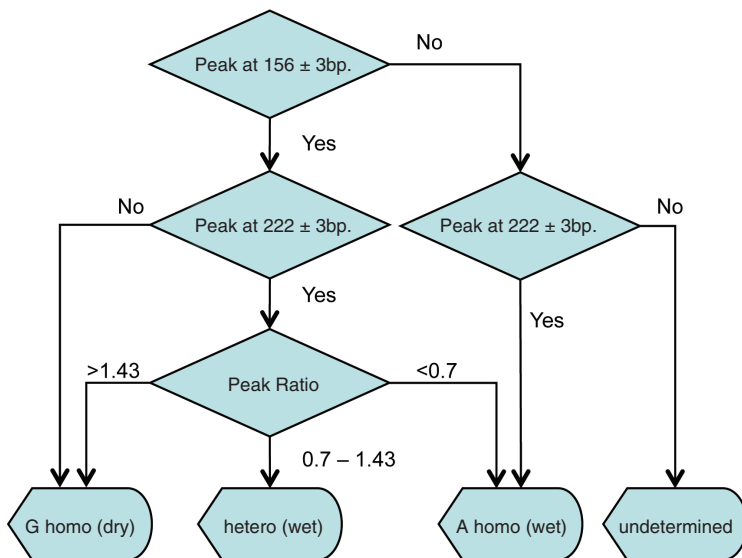 No
Peak at 156 ± 3bp.
Yes
No
Peak at 222 ± 3bp.
Peak at 222 ± 3bp.
No
Yes
Yes
>1.43
Peak Ratio
<0.7
0.7 – 1.43
G homo (dry)
hetero (wet)
A homo (wet)
undetermined